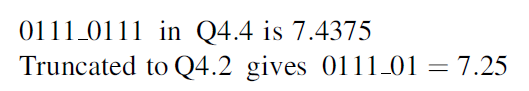 0111_0111 in Q4.4 is 7.4375
Truncated to Q4.2 gives 0111_01 = 7.25